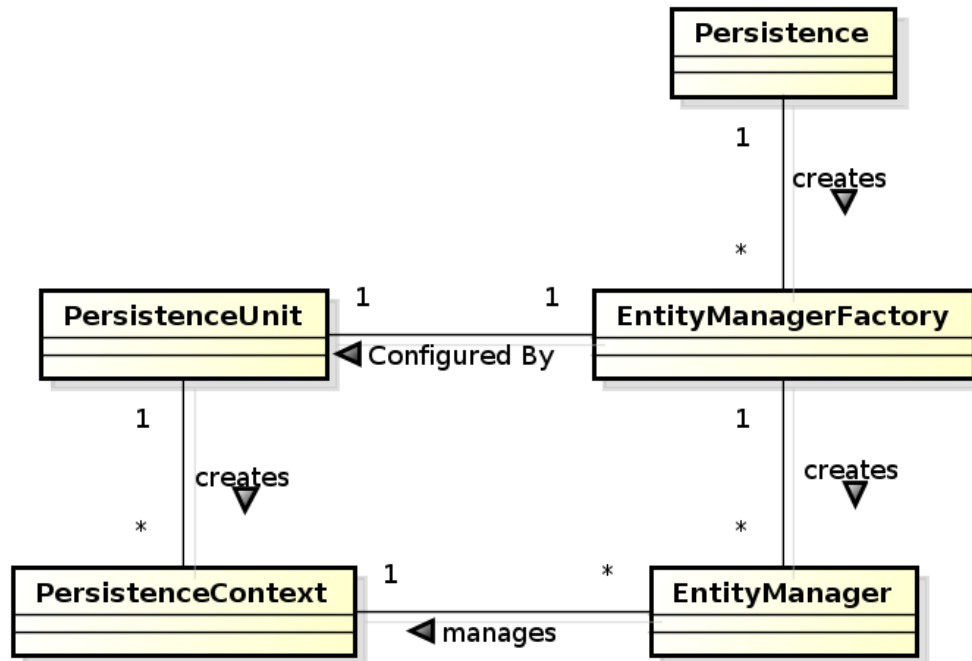 Persistence
1
creates
*
PersistenceUnit
1
1
EntityManagerFactory
Configured By
1
1
creates
creates
*
*
PersistenceContext
1
*
EntityManager
manages